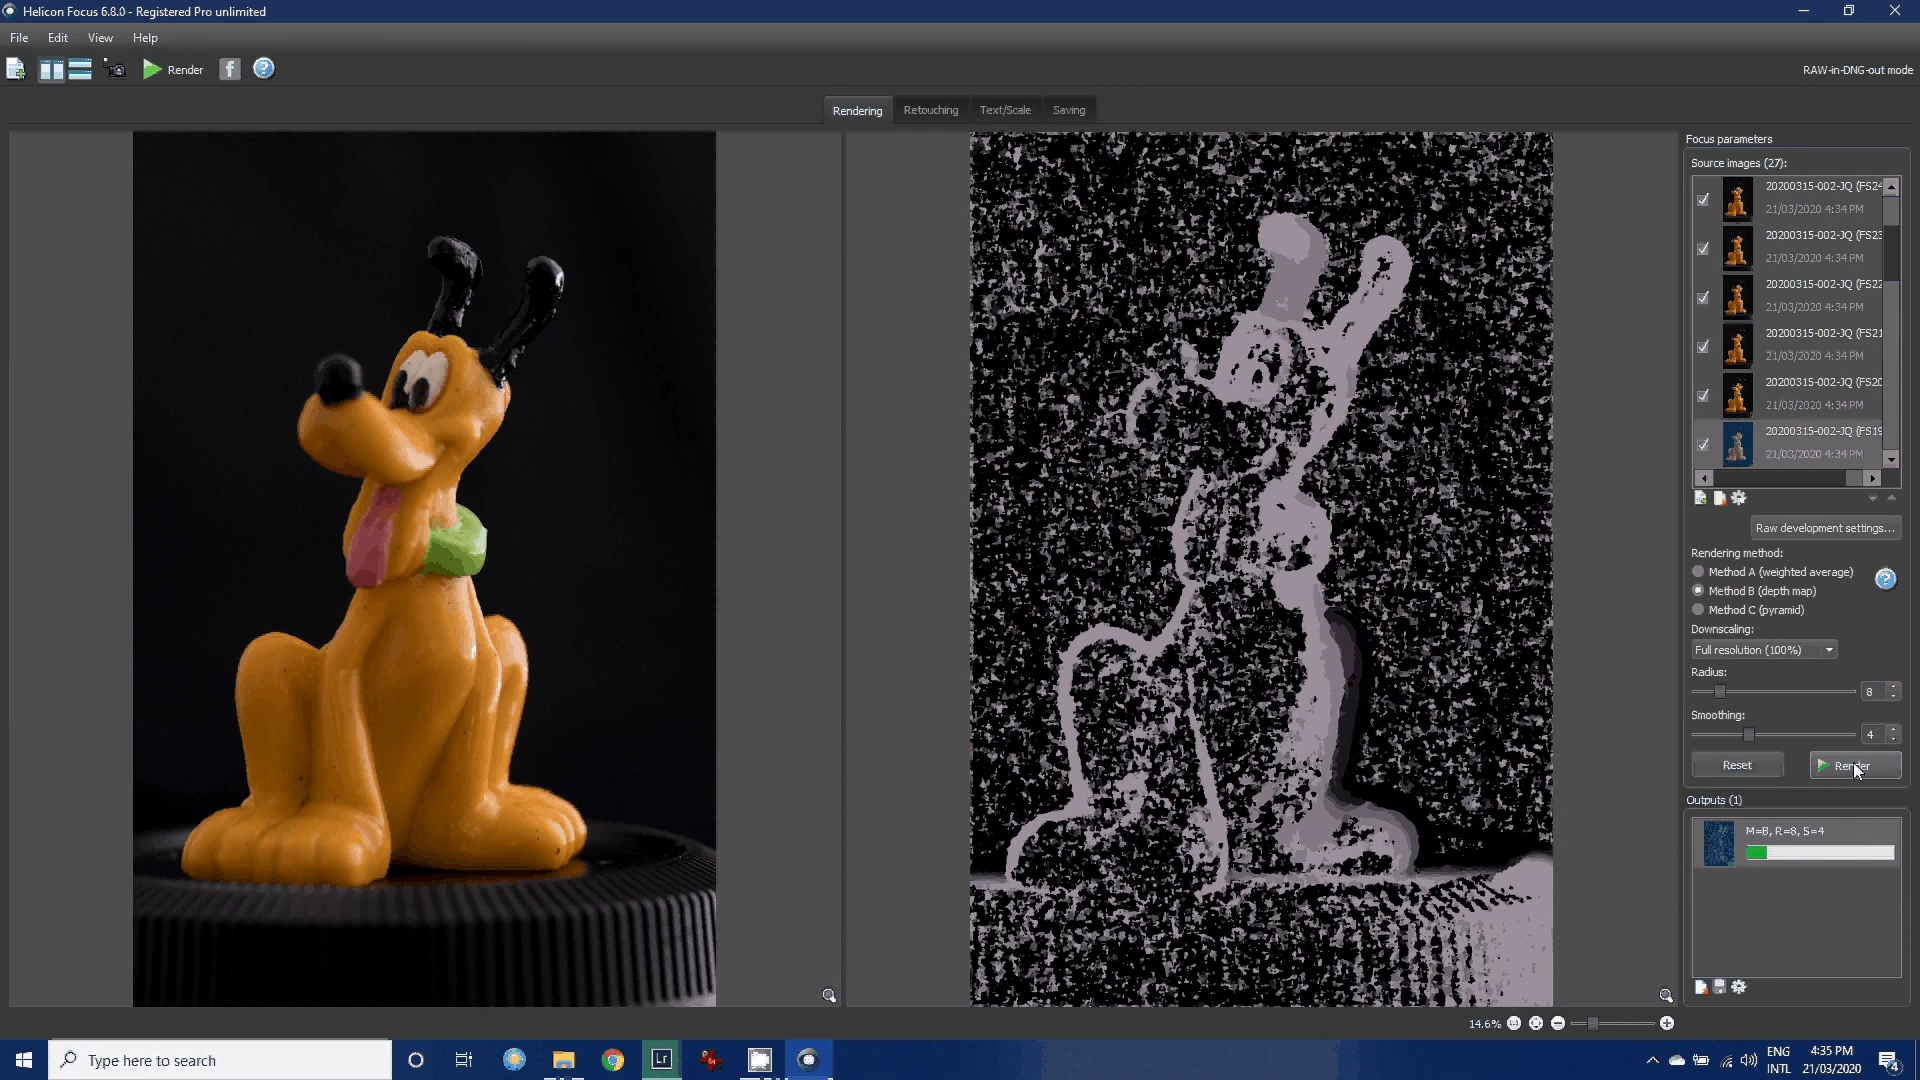 Helicon Focus 6.8.0 - Registered Pro unlimited
File Edit View Help
Render
RAW-in-DNG-out mode
Rendering Retouching Text/Scale Saving
Focus parameters
Source images (27):
20200315-002-JQ (FS24
21/03/2020 4:34 PM
20200315-002-JQ (FS23
21/03/2020 4:34 PM
20200315-002-JQ (FS22
21/03/2020 4:34 PM
20200315-002-JQ (FS21
21/03/2020 4:34 PM
20200315-002-JQ (FS20
21/03/2020 4:34 PM
20200315-002-JQ (FS19
21/03/2020 4:34 PM
Raw development settings...
Rendering method:
Method A (weighted average)
Method B (depth map)
Method C (pyramid)
Downscaling:
Full resolution (100%)
Radius:
8
Smoothing:
4
Reset Render
Outputs (1)
M=B, R=8, S=4
14.6%
Type here to search
Lr
ENG
INTL
4:35 PM
21/03/2020
4